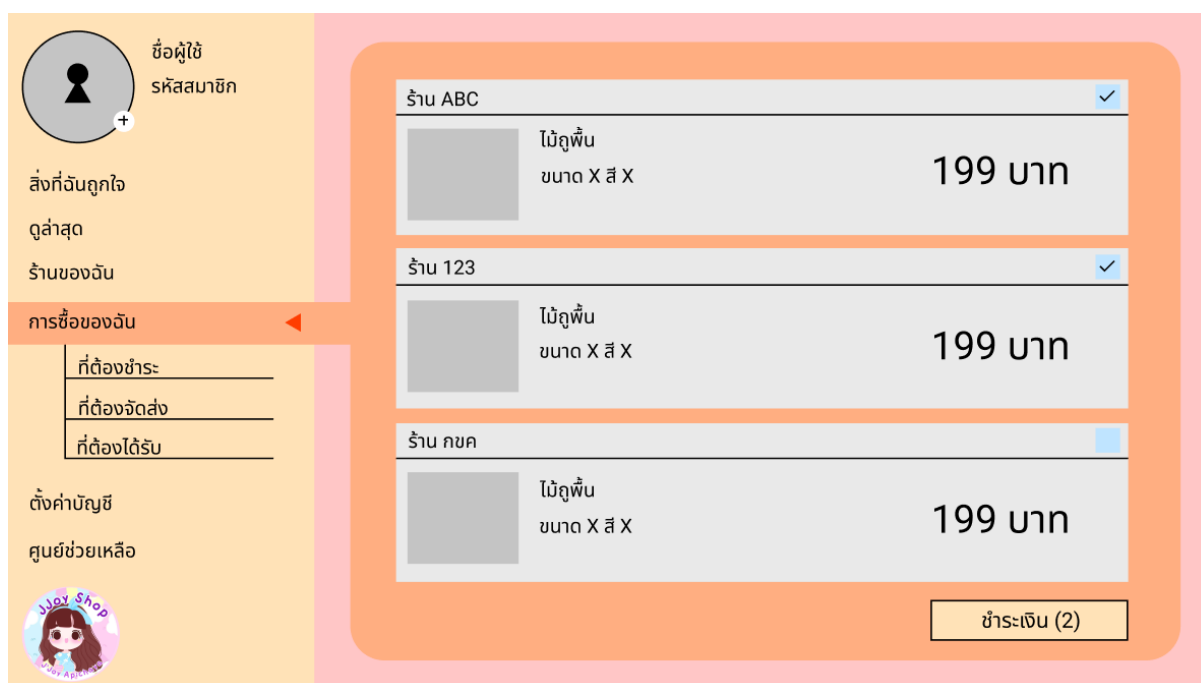 ชื่อผู้ใช้
รหัสสมาชิก
+
สิ่งที่ฉันถูกใจ
ดูล่าสุด
ร้านของฉัน
การซื้อของฉัน
ที่ต้องชำระ
ที่ต้องจัดส่ง
ที่ต้องได้รับ
ตั้งค่าบัญชี
ศูนย์ช่วยเหลือ
JJoy Shop
ร้าน ABC
ไม้ถูพื้น
ขนาด X สี X
199 บาท
ร้าน 123
ไม้ถูพื้น
ขนาด X สี X
199 บาท
ร้าน กขค
ไม้ถูพื้น
ขนาด X สี X
199 บาท
ชำระเงิน (2)